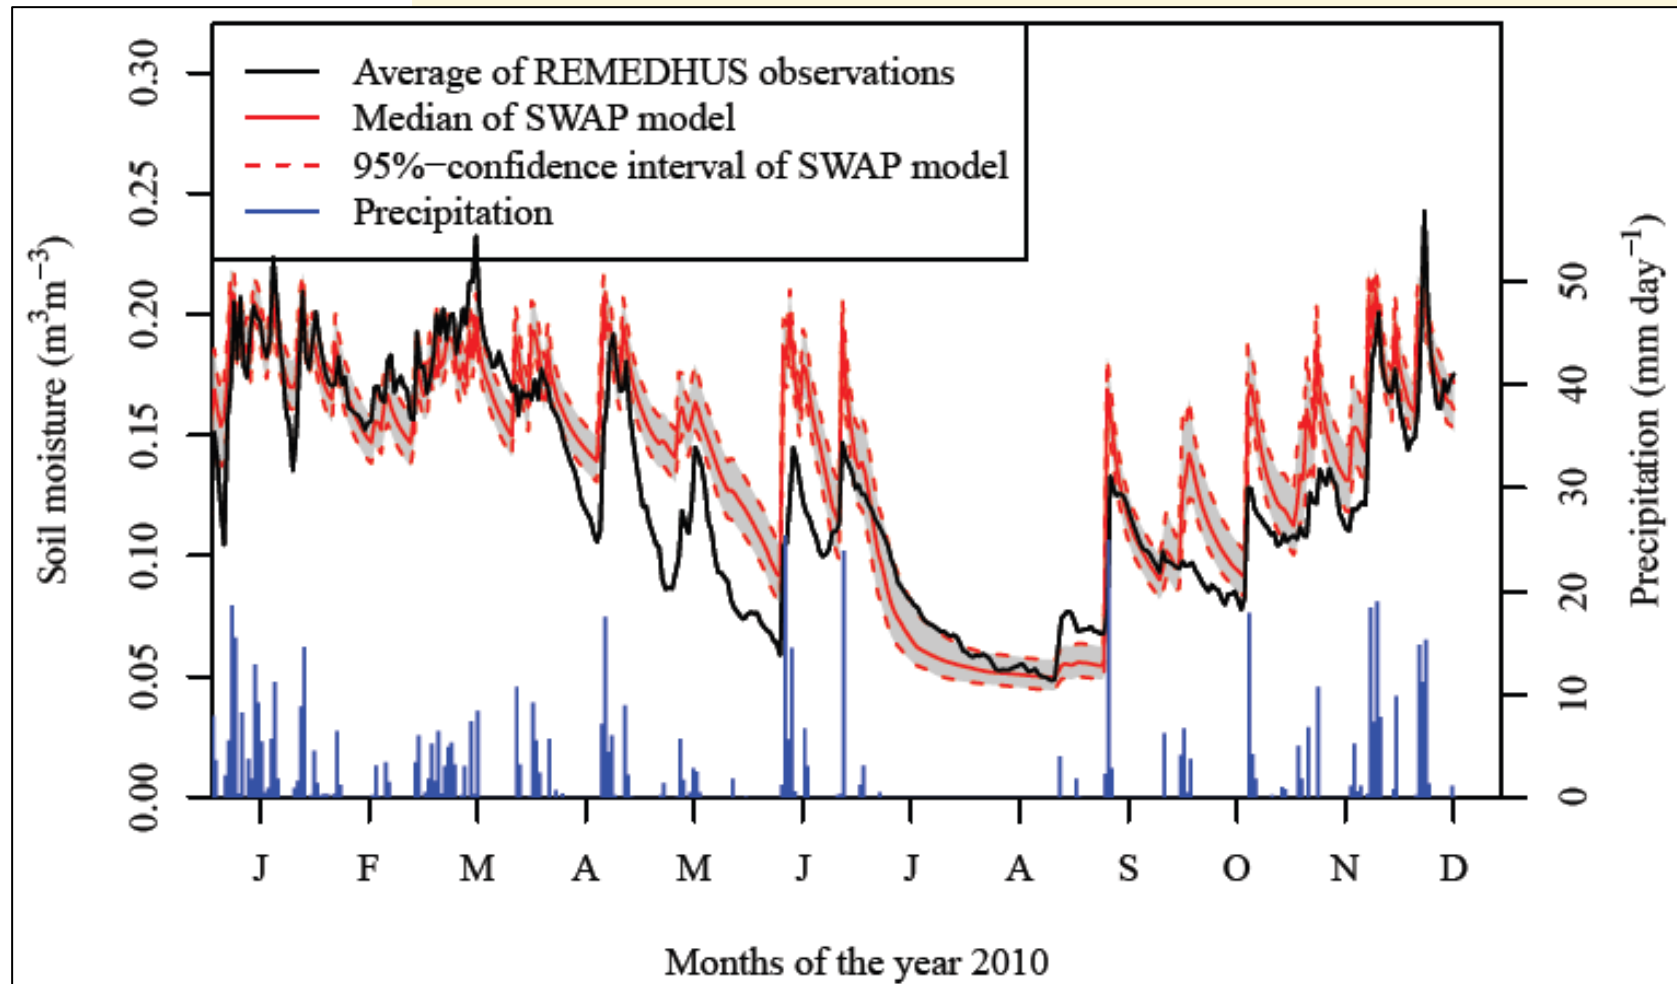 Average of REMEDHUS observations
Median of SWAP model
95%−confidence interval of SWAP model
Precipitation
Soil moisture (m³m⁻³)
0.30
0.25
0.20
0.15
0.10
0.05
0.00
Precipitation (mm day⁻¹)
50
40
30
20
10
0
J F M A M J J A S O N D
Months of the year 2010